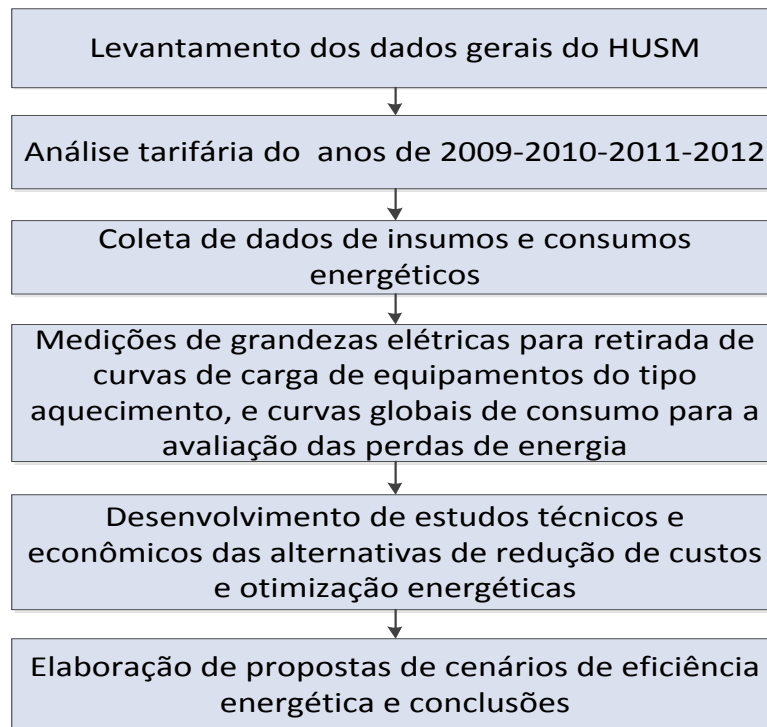 Levantamento dos dados gerais do HUSM
Análise tarifária do anos de 2009-2010-2011-2012
Coleta de dados de insumos e consumos
energéticos
Medições de grandezas elétricas para retirada de
curvas de carga de equipamentos do tipo
aquecimento, e curvas globais de consumo para a
avaliação das perdas de energia
Desenvolvimento de estudos técnicos e
econômicos das alternativas de redução de custos
e otimização energéticas
Elaboração de propostas de cenários de eficiência
energética e conclusões